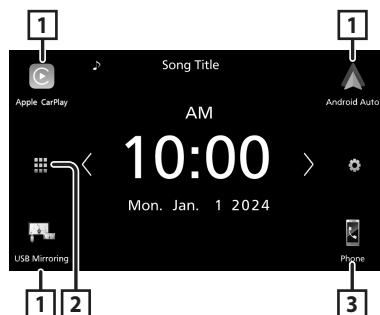 1
1
♪ Song Title
Apple CarPlay
Android Auto
AM
10:00
Mon. Jan. 1 2024
USB Mirroring
Phone
1
2
3